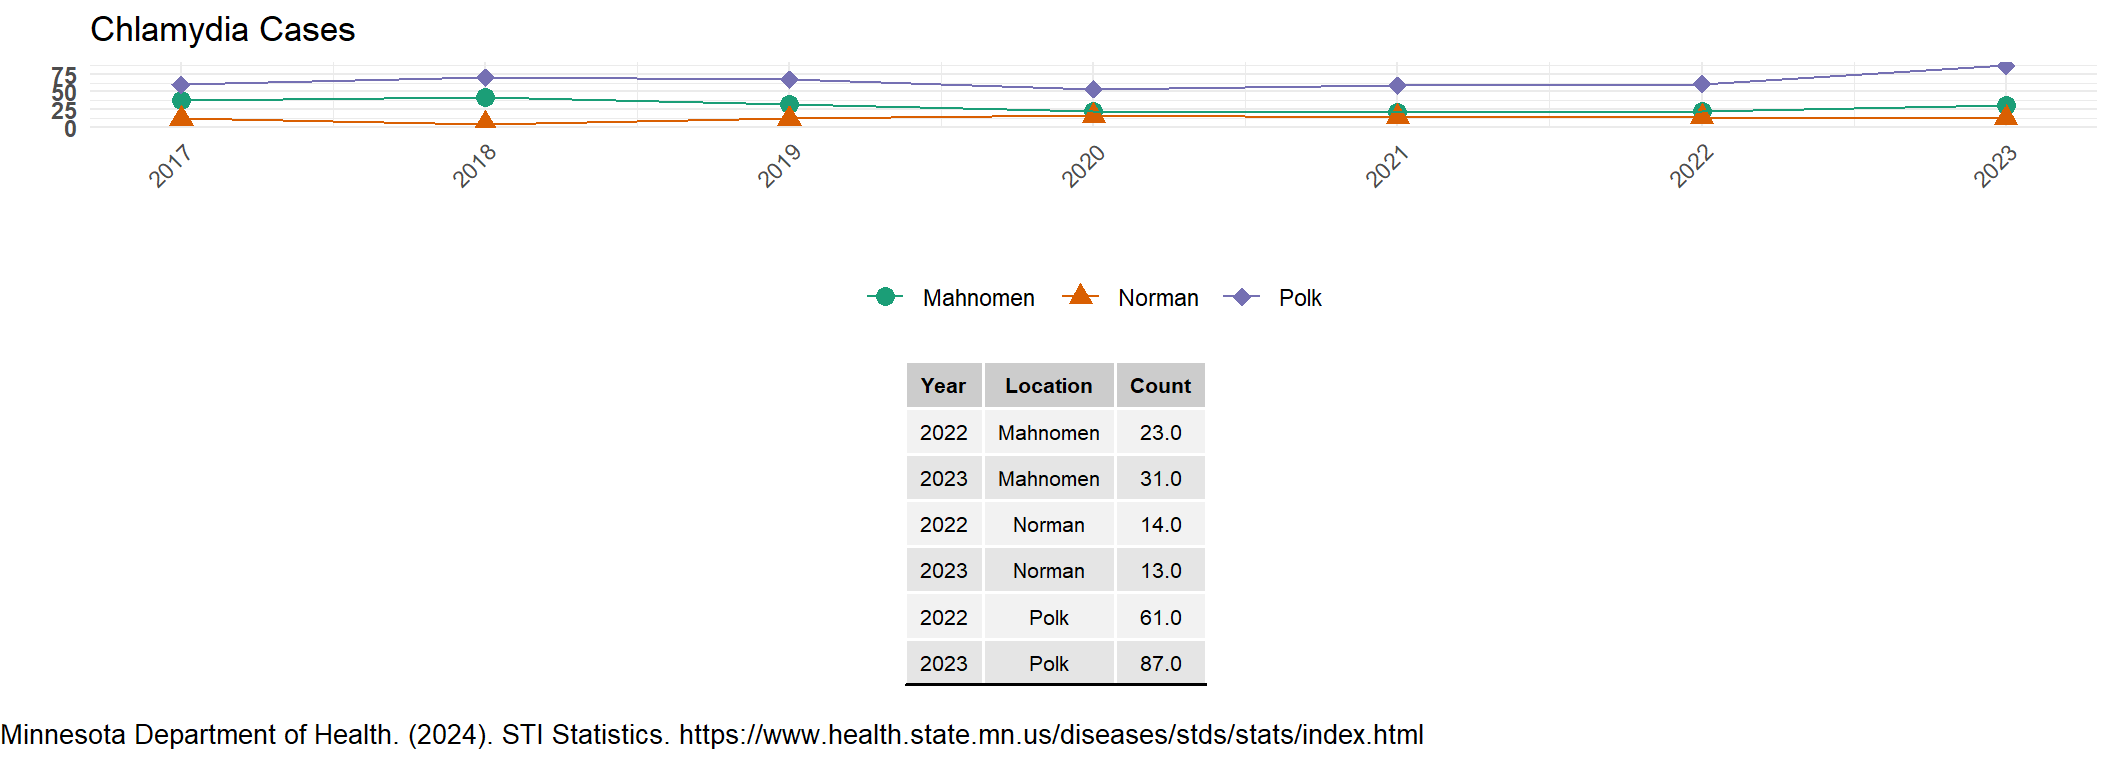 Chlamydia Cases
75
50
25
0
2017 2018 2019 2020 2021 2022 2023
Mahnomen Norman Polk
Year Location Count
2022 Mahnomen 23.0
2023 Mahnomen 31.0
2022 Norman 14.0
2023 Norman 13.0
2022 Polk 61.0
2023 Polk 87.0
Minnesota Department of Health. (2024). STI Statistics. https://www.health.state.mn.us/diseases/stds/stats/index.html